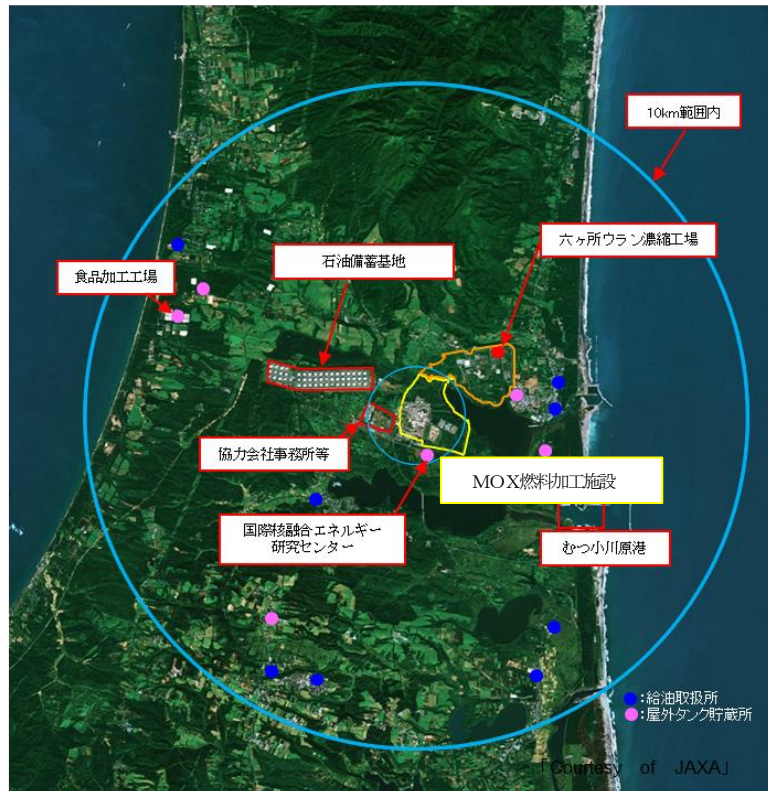 10km範囲内
六ヶ所ウラン濃縮工場
石油備蓄基地
食品加工工場
協力会社事務所等
MOX燃料加工施設
国際核融合エネルギー
研究センター
むつ小川原港
●:給油取扱所
●:屋外タンク貯蔵所
「Courtesy of JAXA」